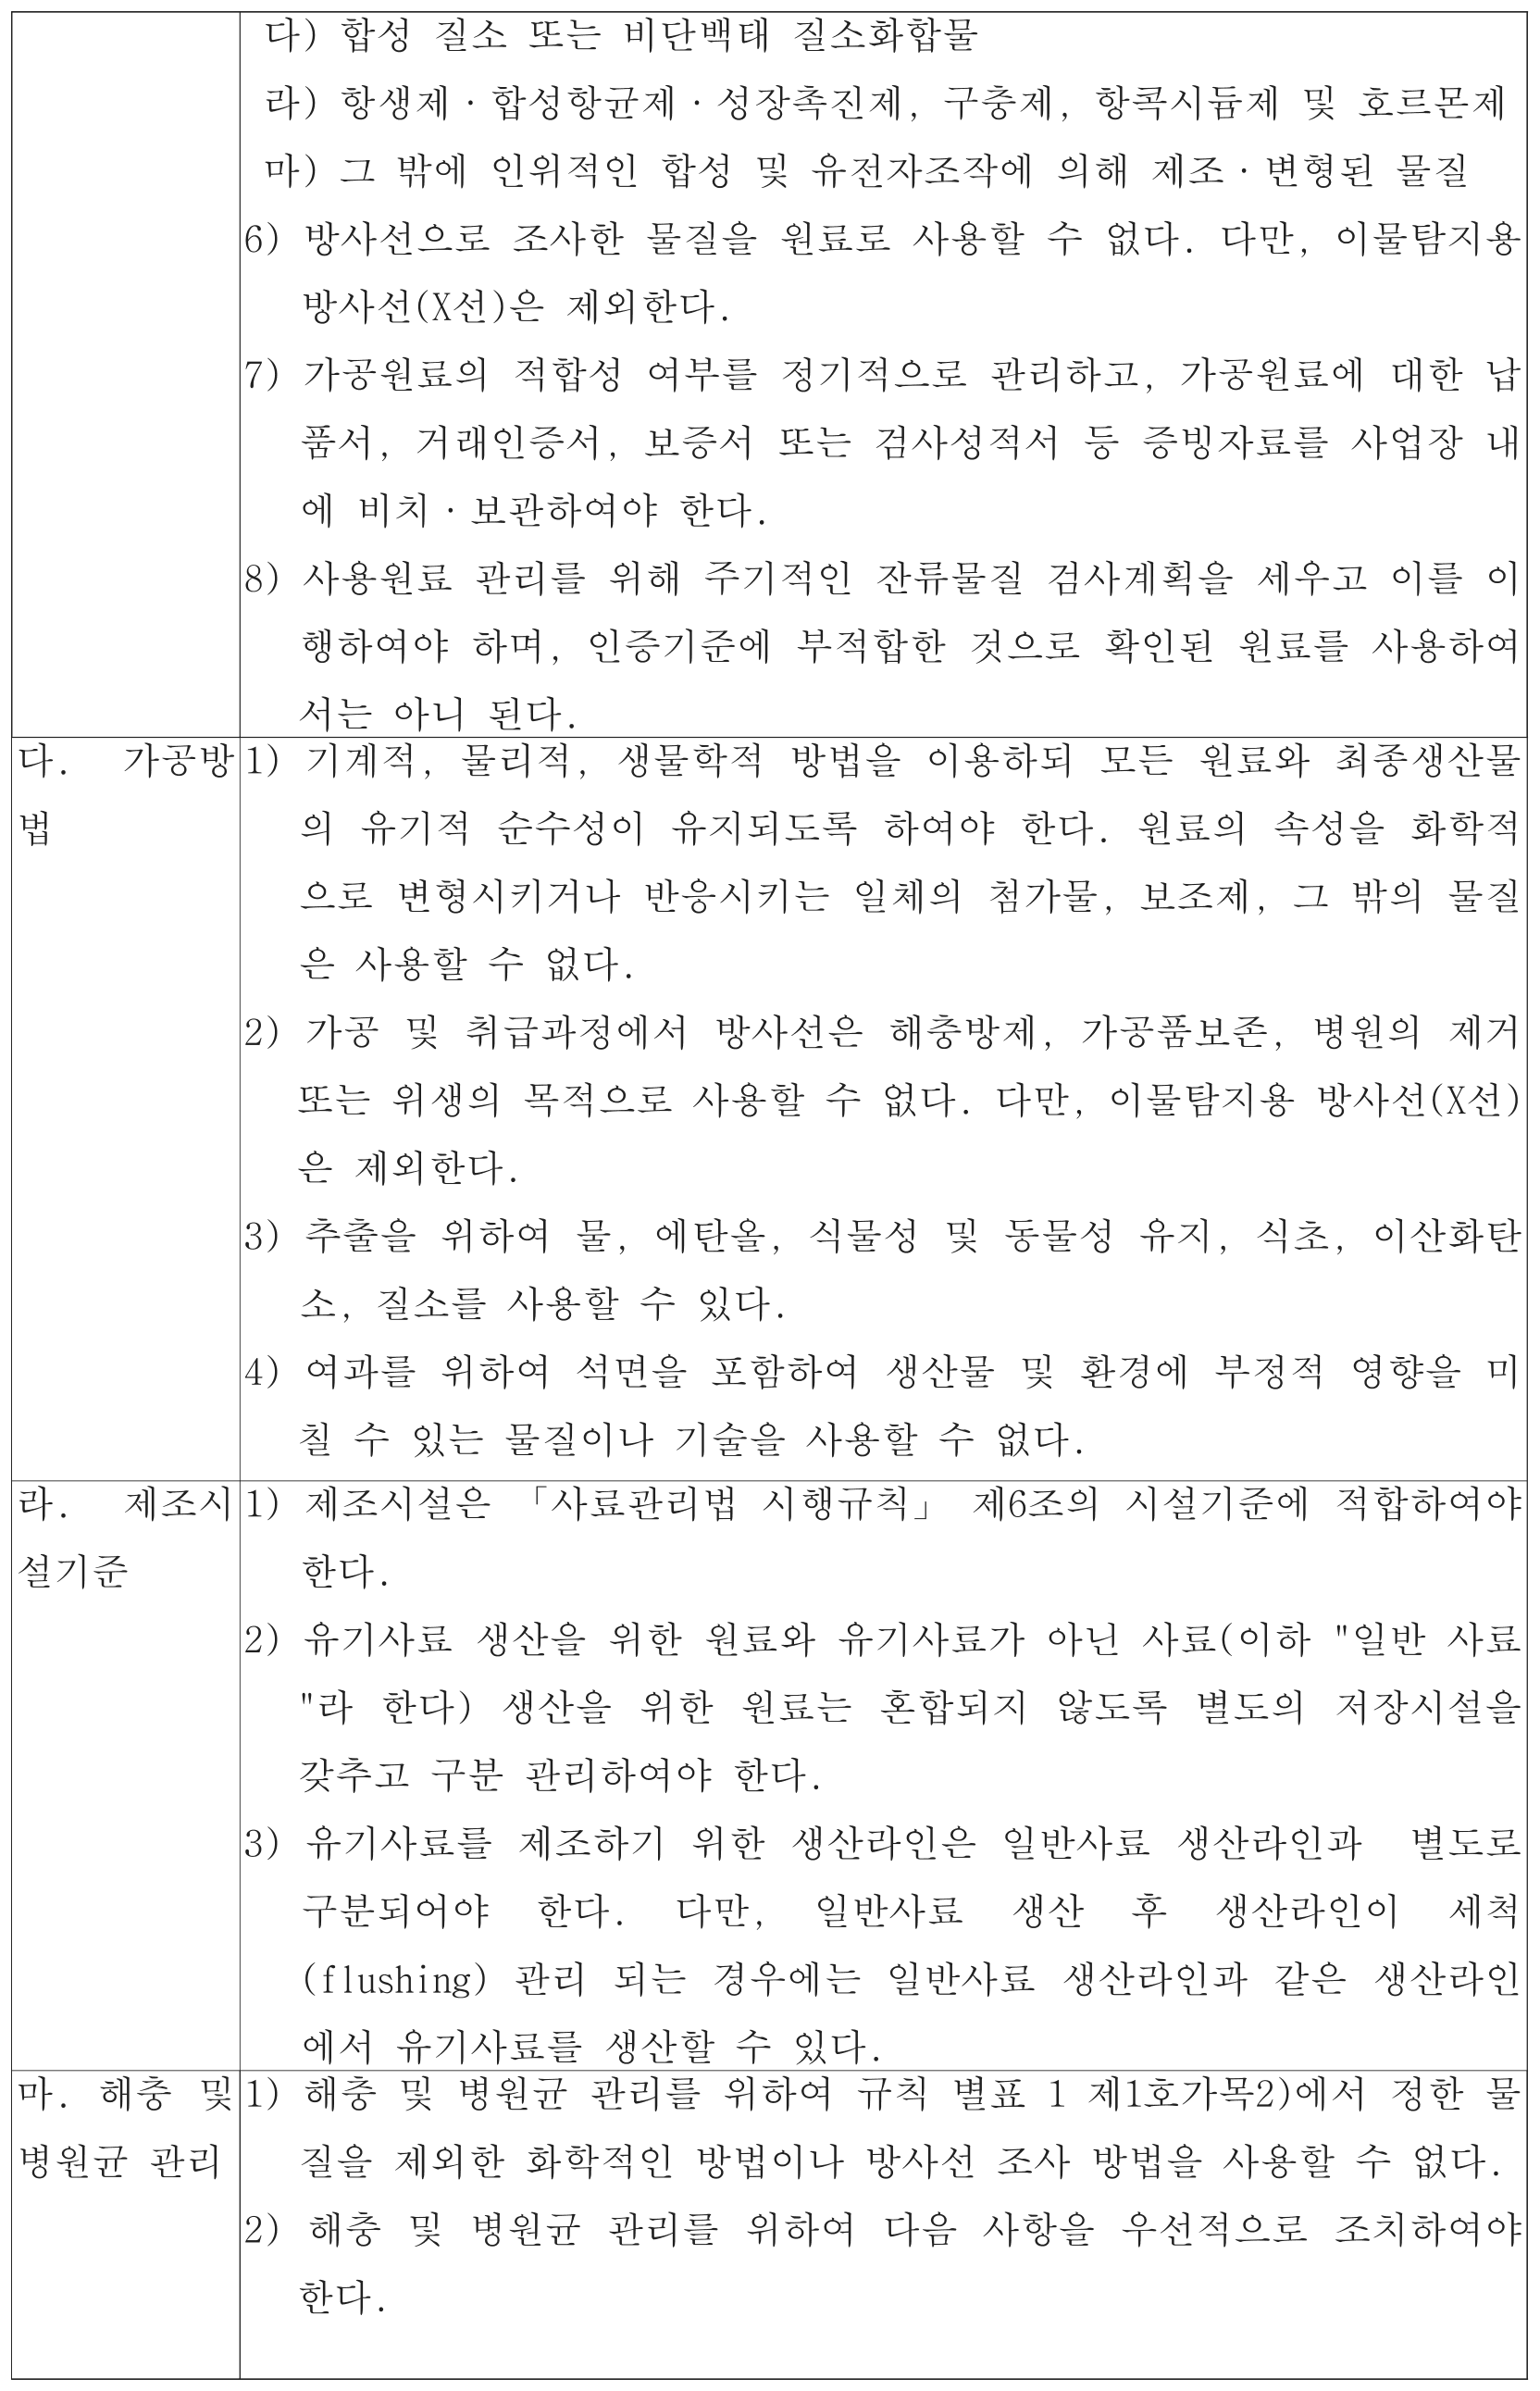 다) 합성 질소 또는 비단백태 질소화합물
라) 항생제·합성항균제·성장촉진제, 구충제, 항콕시듐제 및 호르몬제
마) 그 밖에 인위적인 합성 및 유전자조작에 의해 제조·변형된 물질
6) 방사선으로 조사한 물질을 원료로 사용할 수 없다. 다만, 이물탐지용
방사선(X선)은 제외한다.
7) 가공원료의 적합성 여부를 정기적으로 관리하고, 가공원료에 대한 납
품서, 거래인증서, 보증서 또는 검사성적서 등 증빙자료를 사업장 내
에 비치·보관하여야 한다.
8) 사용원료 관리를 위해 주기적인 잔류물질 검사계획을 세우고 이를 이
행하여야 하며, 인증기준에 부적합한 것으로 확인된 원료를 사용하여
서는 아니 된다.
다. 가공방
법
1) 기계적, 물리적, 생물학적 방법을 이용하되 모든 원료와 최종생산물
의 유기적 순수성이 유지되도록 하여야 한다. 원료의 속성을 화학적
으로 변형시키거나 반응시키는 일체의 첨가물, 보조제, 그 밖의 물질
은 사용할 수 없다.
2) 가공 및 취급과정에서 방사선은 해충방제, 가공품보존, 병원의 제거
또는 위생의 목적으로 사용할 수 없다. 다만, 이물탐지용 방사선(X선)
은 제외한다.
3) 추출을 위하여 물, 에탄올, 식물성 및 동물성 유지, 식초, 이산화탄
소, 질소를 사용할 수 있다.
4) 여과를 위하여 석면을 포함하여 생산물 및 환경에 부정적 영향을 미
칠 수 있는 물질이나 기술을 사용할 수 없다.
라. 제조시
설기준
1) 제조시설은 「사료관리법 시행규칙」 제6조의 시설기준에 적합하여야
한다.
2) 유기사료 생산을 위한 원료와 유기사료가 아닌 사료(이하 "일반 사료
"라 한다) 생산을 위한 원료는 혼합되지 않도록 별도의 저장시설을
갖추고 구분 관리하여야 한다.
3) 유기사료를 제조하기 위한 생산라인은 일반사료 생산라인과 별도로
구분되어야 한다. 다만, 일반사료 생산 후 생산라인이 세척
(flushing) 관리 되는 경우에는 일반사료 생산라인과 같은 생산라인
에서 유기사료를 생산할 수 있다.
마. 해충 및
병원균 관리
1) 해충 및 병원균 관리를 위하여 규칙 별표 1 제1호가목2)에서 정한 물
질을 제외한 화학적인 방법이나 방사선 조사 방법을 사용할 수 없다.
2) 해충 및 병원균 관리를 위하여 다음 사항을 우선적으로 조치하여야
한다.